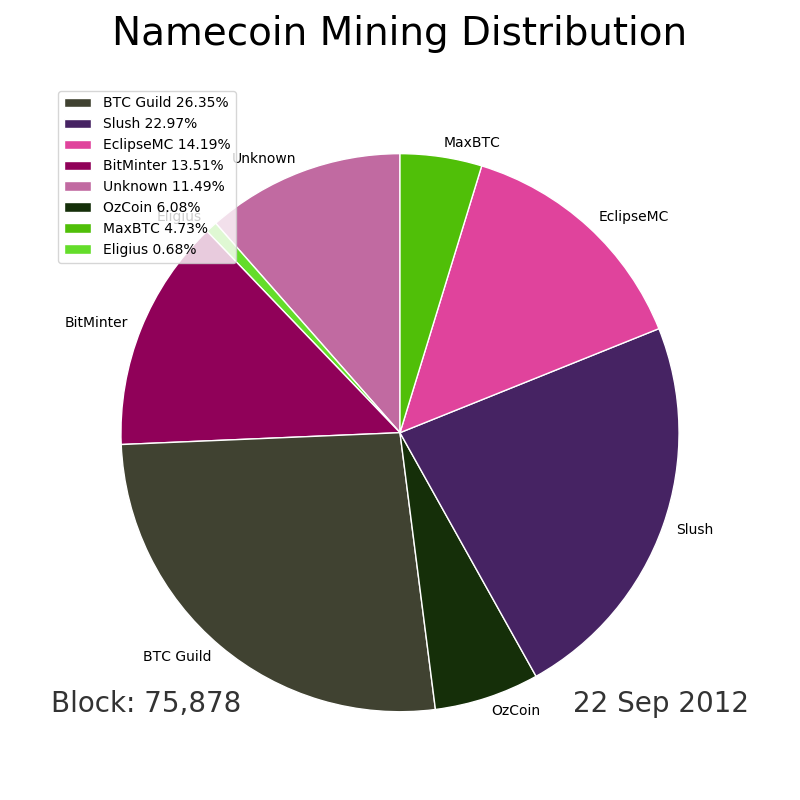 Namecoin Mining Distribution
BTC Guild 26.35%
Slush 22.97%
EclipseMC 14.19%
BitMinter 13.51%
Unknown 11.49%
OzCoin 6.08%
MaxBTC 4.73%
Eligius 0.68%
MaxBTC
Unknown
EclipseMC
Eligius
BitMinter
Slush
BTC Guild
OzCoin
Block: 75,878
22 Sep 2012